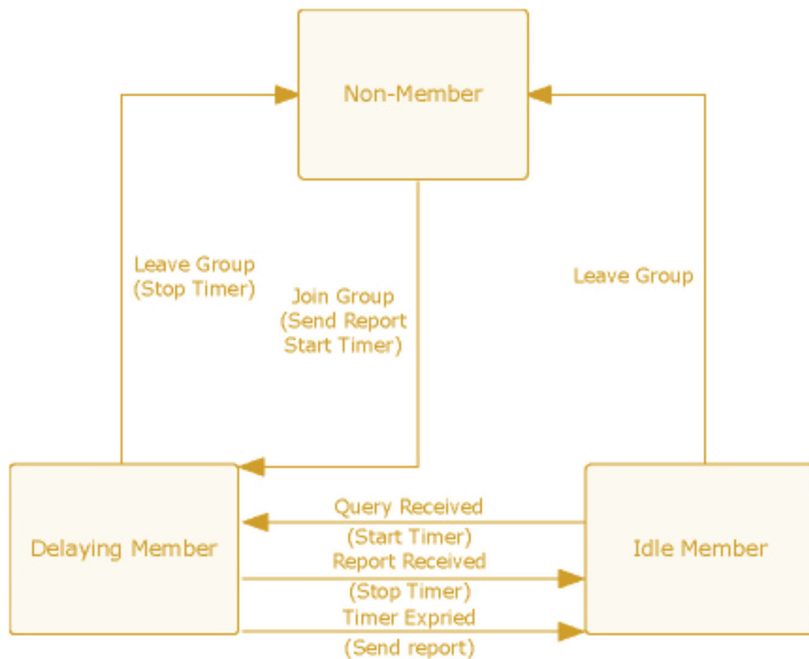 Non-Member
Leave Group
(Stop Timer)
Join Group
(Send Report
Start Timer)
Leave Group
Delaying Member
Query Received
(Start Timer)
Report Received
(Stop Timer)
Timer Expried
(Send report)
Idle Member